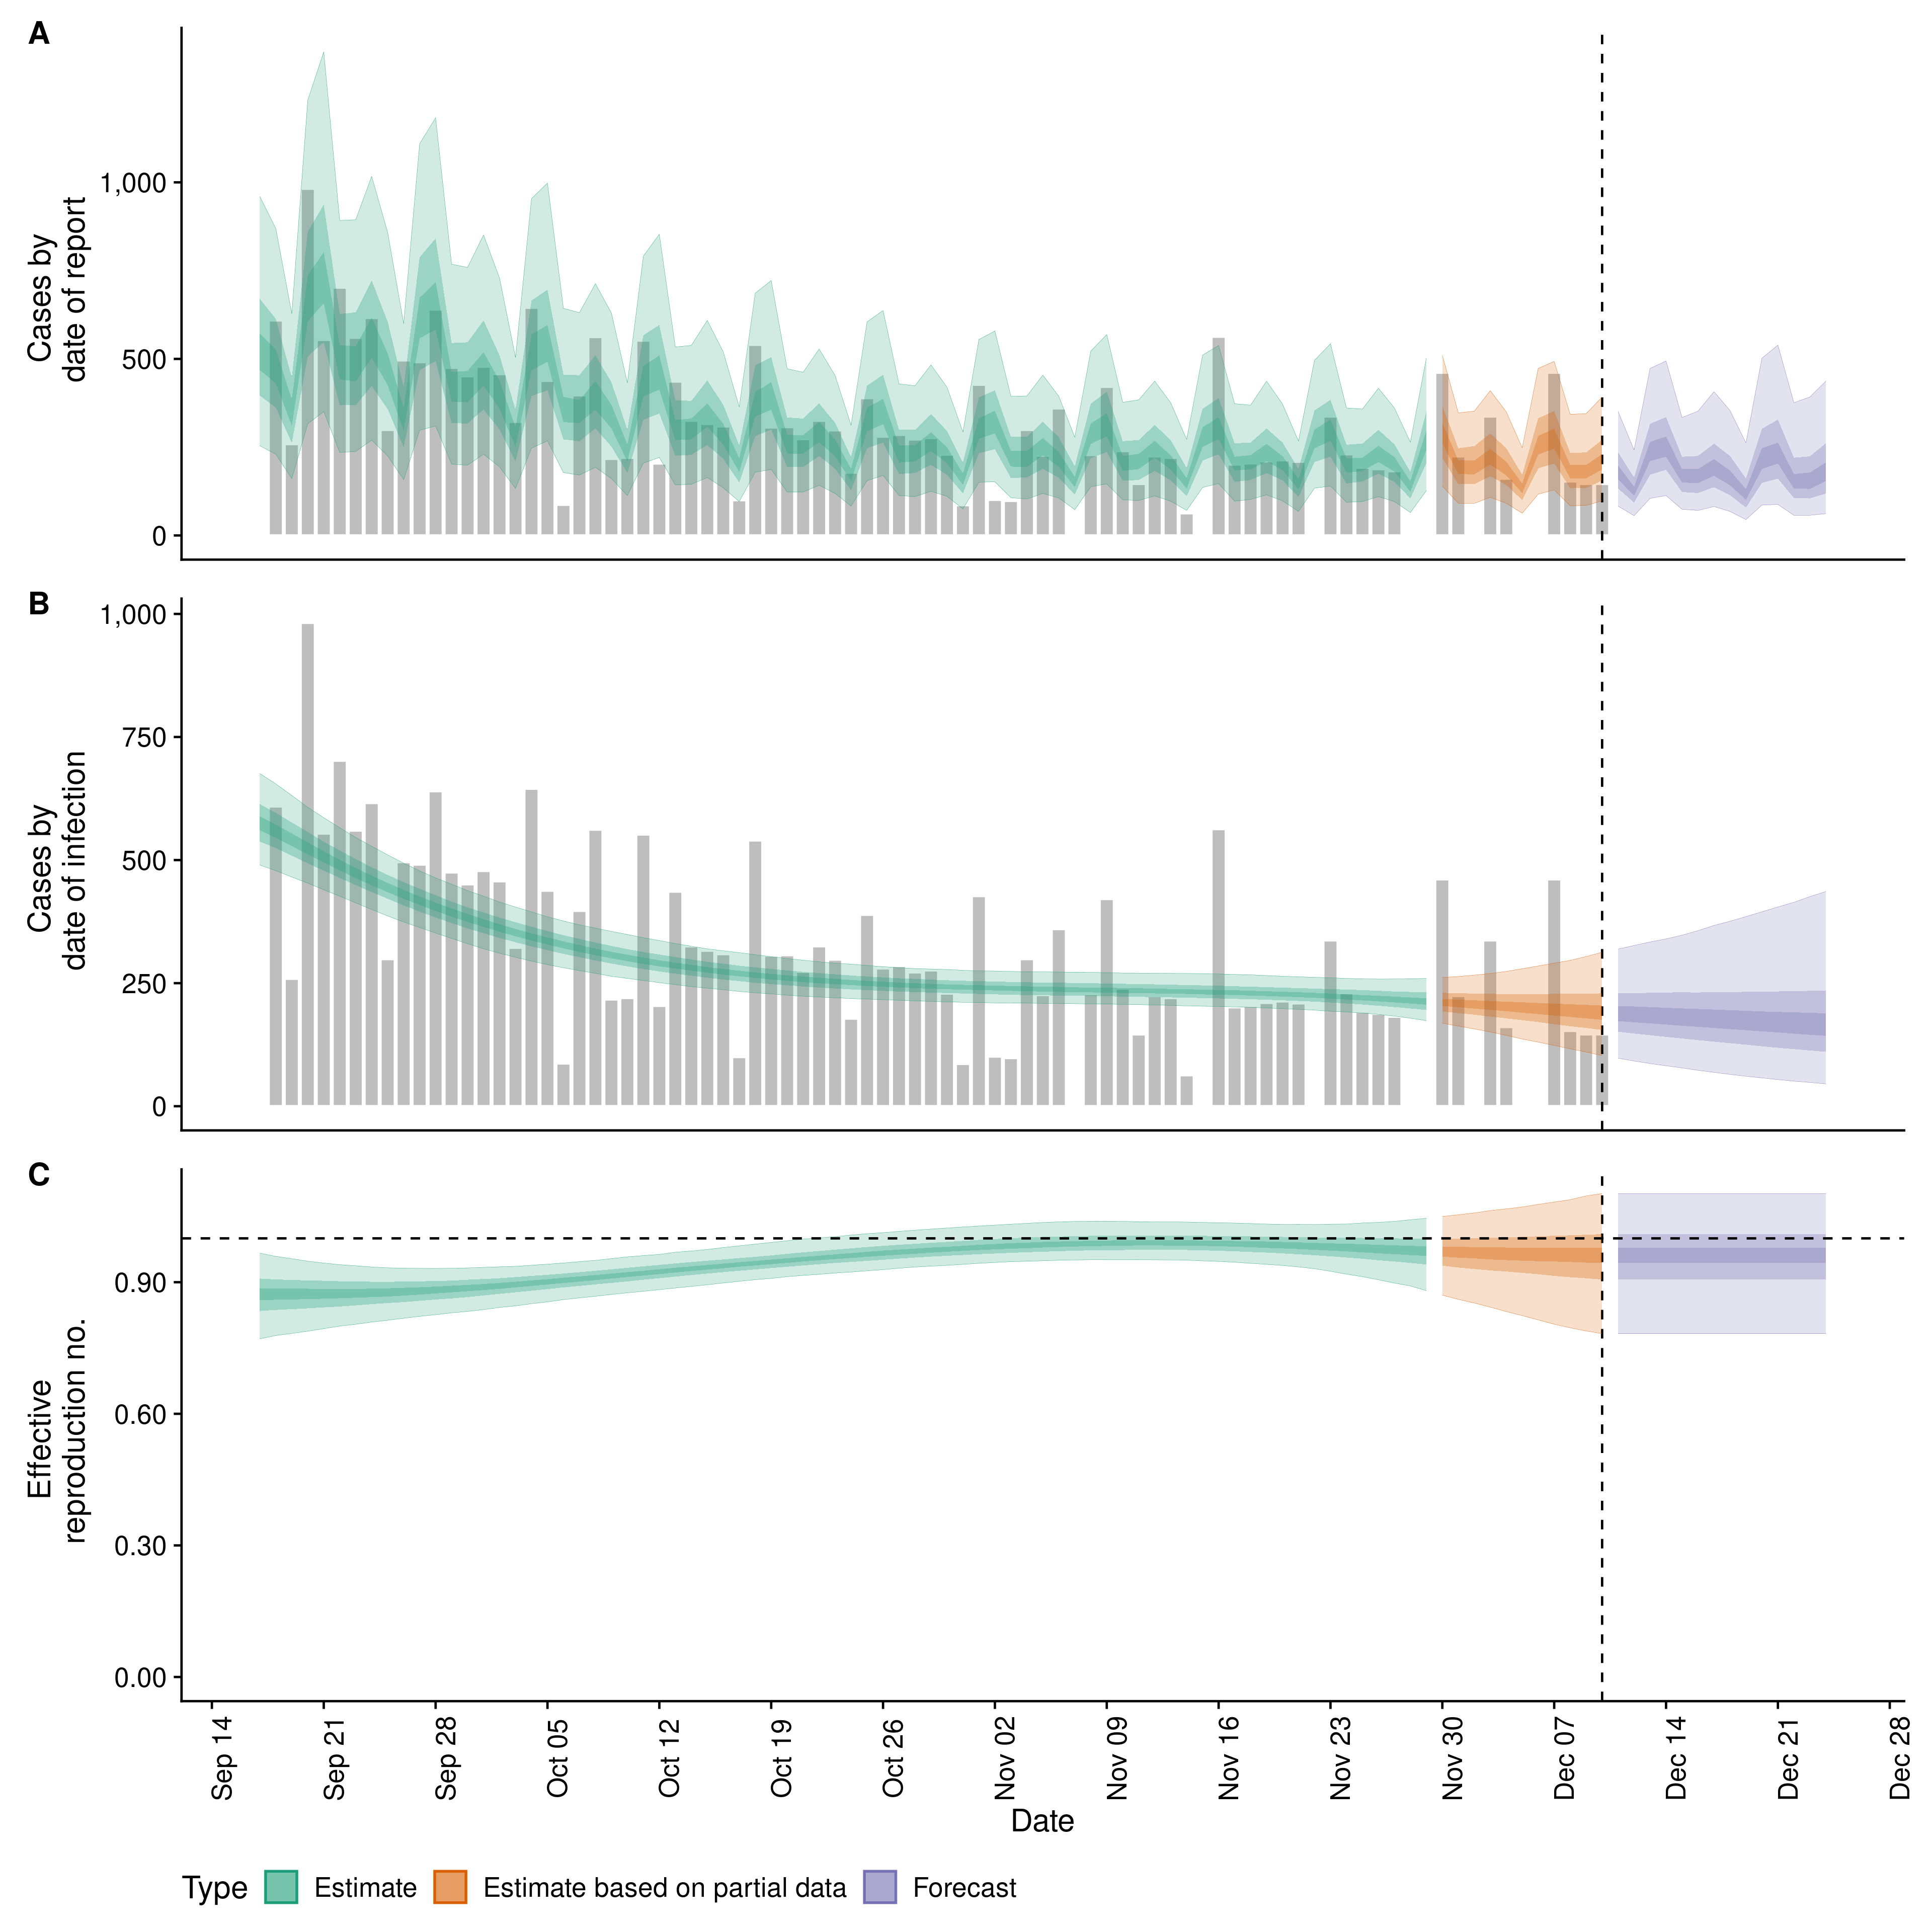 A
Cases by
date of report
1,000
500
0
B
Cases by
date of infection
1,000
750
500
250
0
C
Effective
reproduction no.
0.90
0.60
0.30
0.00
Sep 14
Sep 21
Sep 28
Oct 05
Oct 12
Oct 19
Oct 26
Nov 02
Nov 09
Nov 16
Nov 23
Nov 30
Dec 07
Dec 14
Dec 21
Dec 28
Date
Type Estimate Estimate based on partial data Forecast